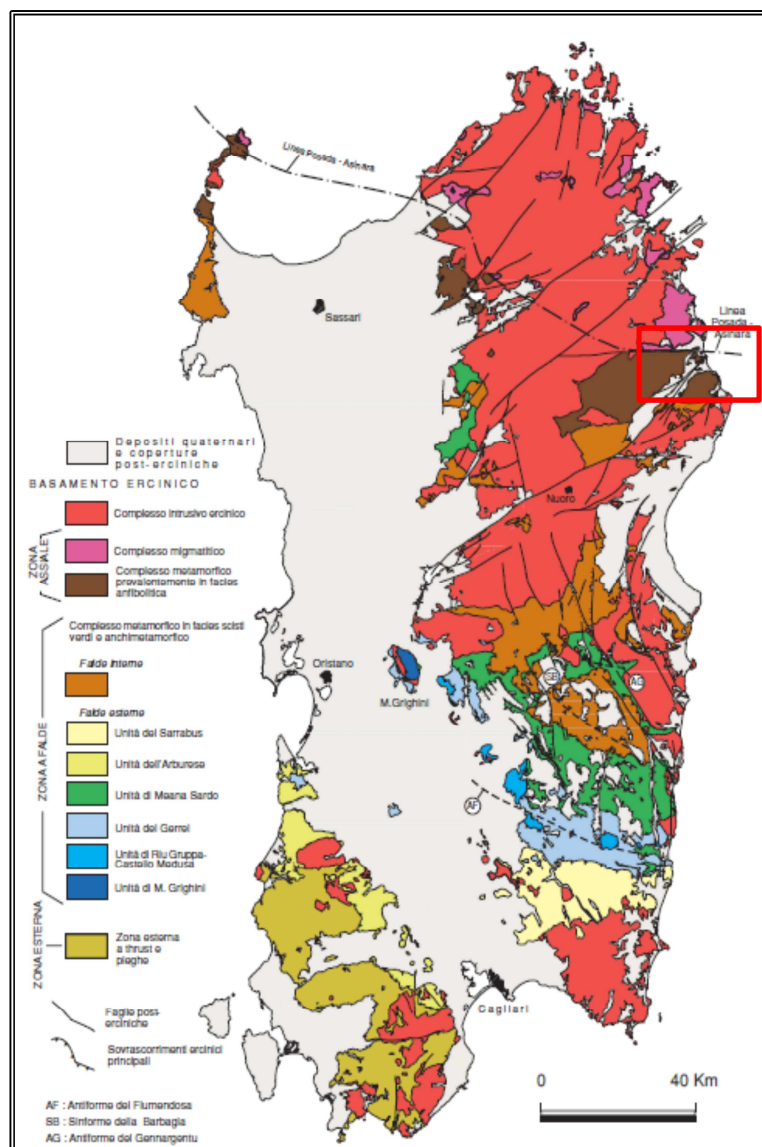 Linea Posada - Asinara
Sassari
Linea
Posada -
Asinara
Depositi quaternari
e coperture
post-erciniche
BASAMENTO ERCINICO
Complesso intrusivo ercinico
ZONA
ASSIALE
Complesso migmatitico
Complesso metamorfico
prevalentemente in facies
anfibolitica
Nuoro
Complesso metamorfico in facies scisti
verdi e anchimetamorfico
ZONA A FALDE
Falde interne
Falde esterne
Unità del Sarrabus
Unità dell'Arburese
Unità di Meana Sardo
Unità del Gerrei
Unità di Riu Gruppa-
Castello Medusa
Unità di M. Grighini
Oristano
M.Grighini
SB
AG
AF
ZONA ESTERNA
Zona esterna
a thrust e
pieghe
Faglie post-
erciniche
Sovrascorrimenti ercinici
principali
Cagliari
0 40 Km
AF : Antiforme del Flumendosa
SB : Sinforme della Barbagia
AG : Antiforme del Gennargentu